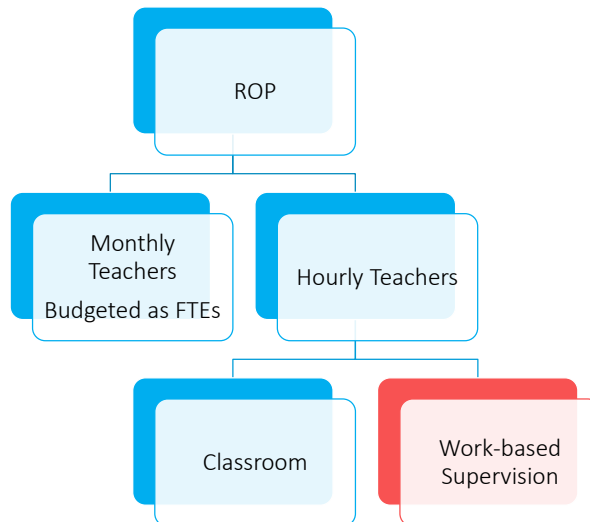 ROP
Monthly
Teachers
Budgeted as FTEs
Hourly Teachers
Classroom
Work-based
Supervision